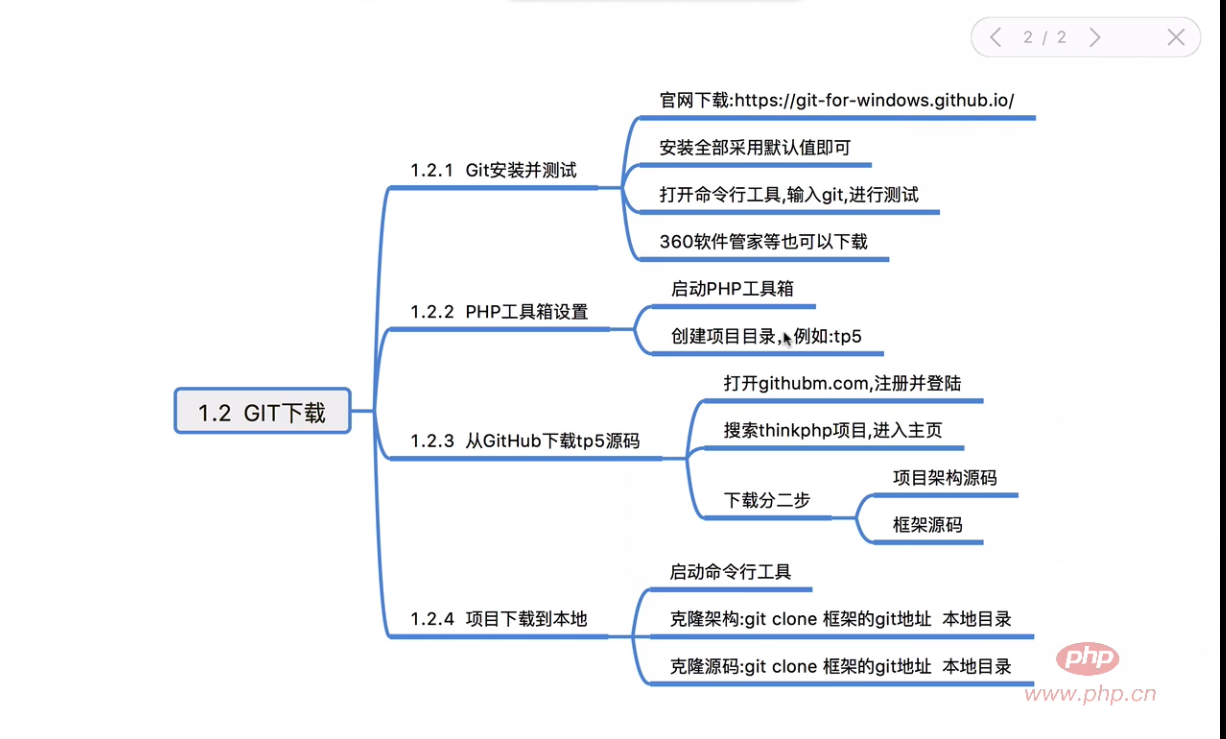 2 / 2
官网下载:https://git-for-windows.github.io/
安装全部采用默认值即可
1.2.1 Git安装并测试
打开命令行工具,输入git,进行测试
360软件管家等也可以下载
启动PHP工具箱
1.2.2 PHP工具箱设置
创建项目目录,例如:tp5
打开githubm.com,注册并登陆
1.2 GIT下载
搜索thinkphp项目,进入主页
1.2.3 从GitHub下载tp5源码
项目架构源码
下载分二步
框架源码
启动命令行工具
1.2.4 项目下载到本地
克隆架构:git clone 框架的git地址 本地目录
克隆源码:git clone 框架的git地址 本地目录
php
www.php.cn